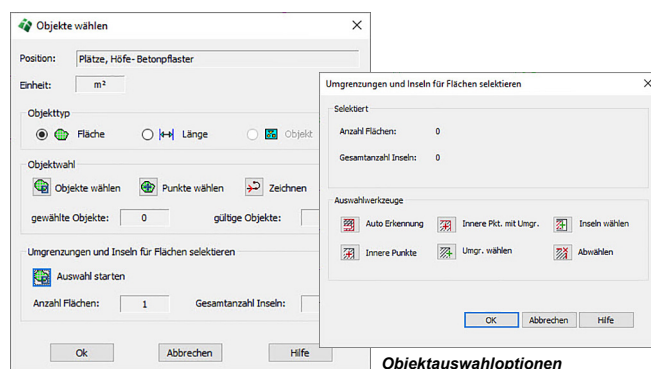 Objekte wählen
Position: Plätze, Höfe- Betonpflaster
Einheit: m²
Objekttyp
Fläche Länge Objekt
Objektwahl
Objekte wählen Punkte wählen Zeichnen
gewählte Objekte: 0 gültige Objekte:
Umgrenzungen und Inseln für Flächen selektieren
Auswahl starten
Anzahl Flächen: 1 Gesamtanzahl Inseln:
Ok Abbrechen Hilfe
Umgrenzungen und Inseln für Flächen selektieren
Selektiert
Anzahl Flächen: 0
Gesamtanzahl Inseln: 0
Auswahlwerkzeuge
Auto Erkennung Innere Pkt. mit Umgr. Inseln wählen
Innere Punkte Umgr. wählen Abwählen
OK Abbrechen Hilfe
Objektauswahloptionen